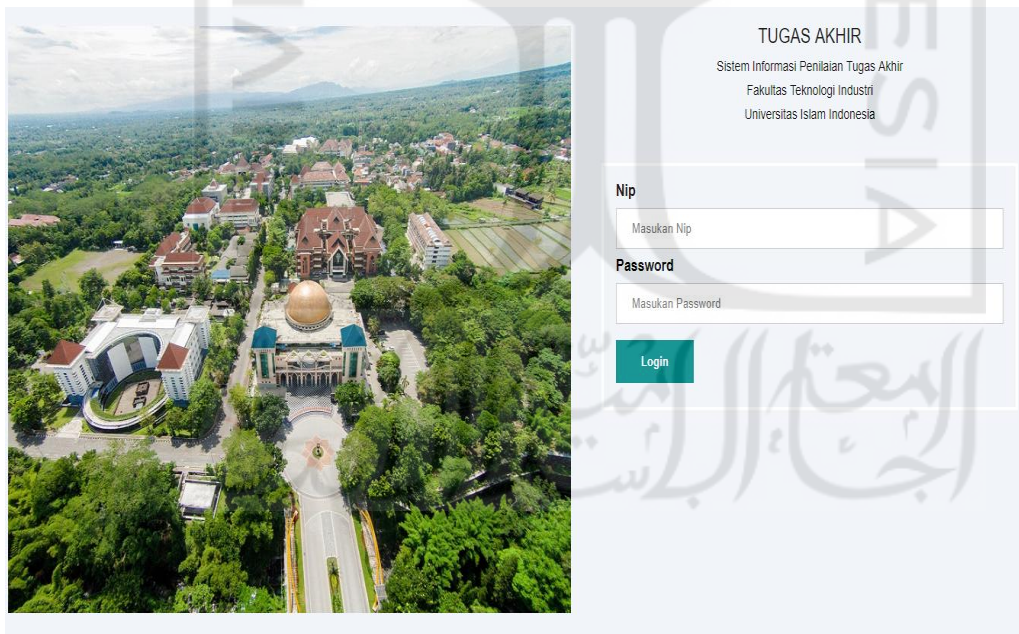 TUGAS AKHIR
Sistem Informasi Penilaian Tugas Akhir
Fakultas Teknologi Industri
Universitas Islam Indonesia
Nip
Masukan Nip
Password
Masukan Password
Login
ESIA